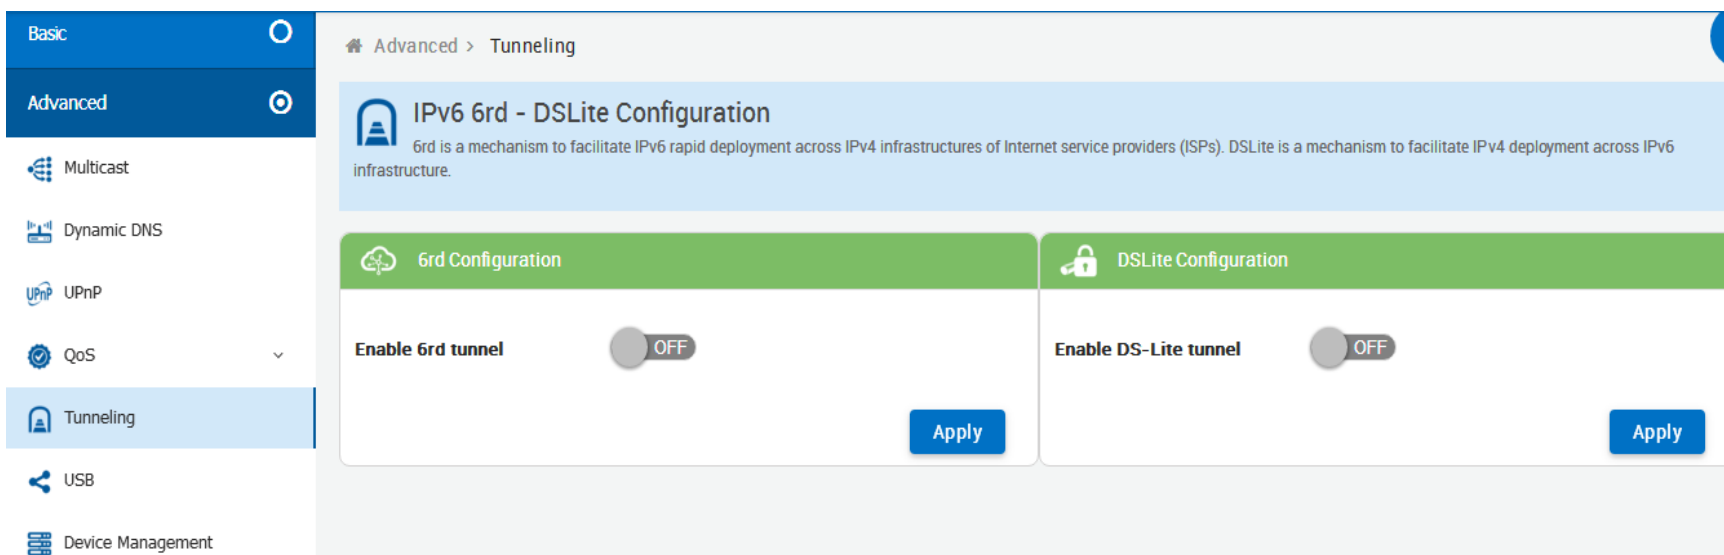 Basic
Advanced
Multicast
Dynamic DNS
UPnP UPnP
QoS
Tunneling
USB
Device Management
Advanced > Tunneling
IPv6 6rd - DSLite Configuration
6rd is a mechanism to facilitate IPv6 rapid deployment across IPv4 infrastructures of Internet service providers (ISPs). DSLite is a mechanism to facilitate IPv4 deployment across IPv6
infrastructure.
6rd Configuration
Enable 6rd tunnel OFF
Apply
DSLite Configuration
Enable DS-Lite tunnel OFF
Apply